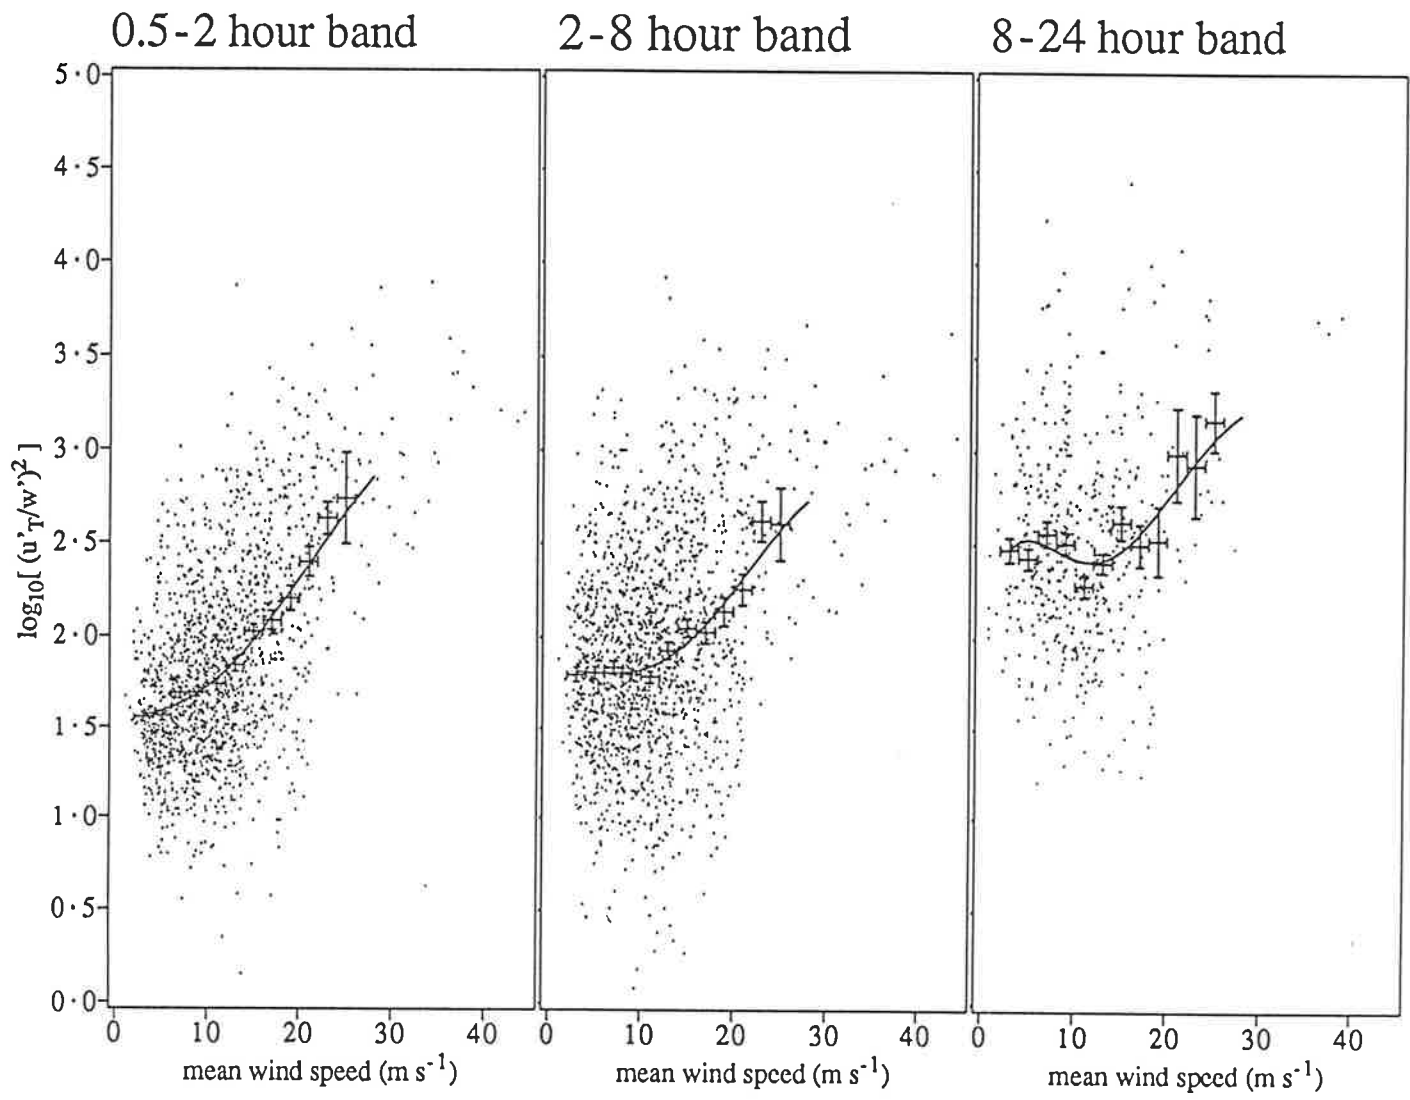 0.5-2 hour band
2-8 hour band
8-24 hour band
5·0
4·5
4·0
3·5
3·0
2·5
2·0
1·5
1·0
0·5
0·0
log10[ (u'T/w')2 ]
0 10 20 30 40
0 10 20 30 40
0 10 20 30 40
mean wind speed (m s-1)
mean wind speed (m s-1)
mean wind speed (m s-1)